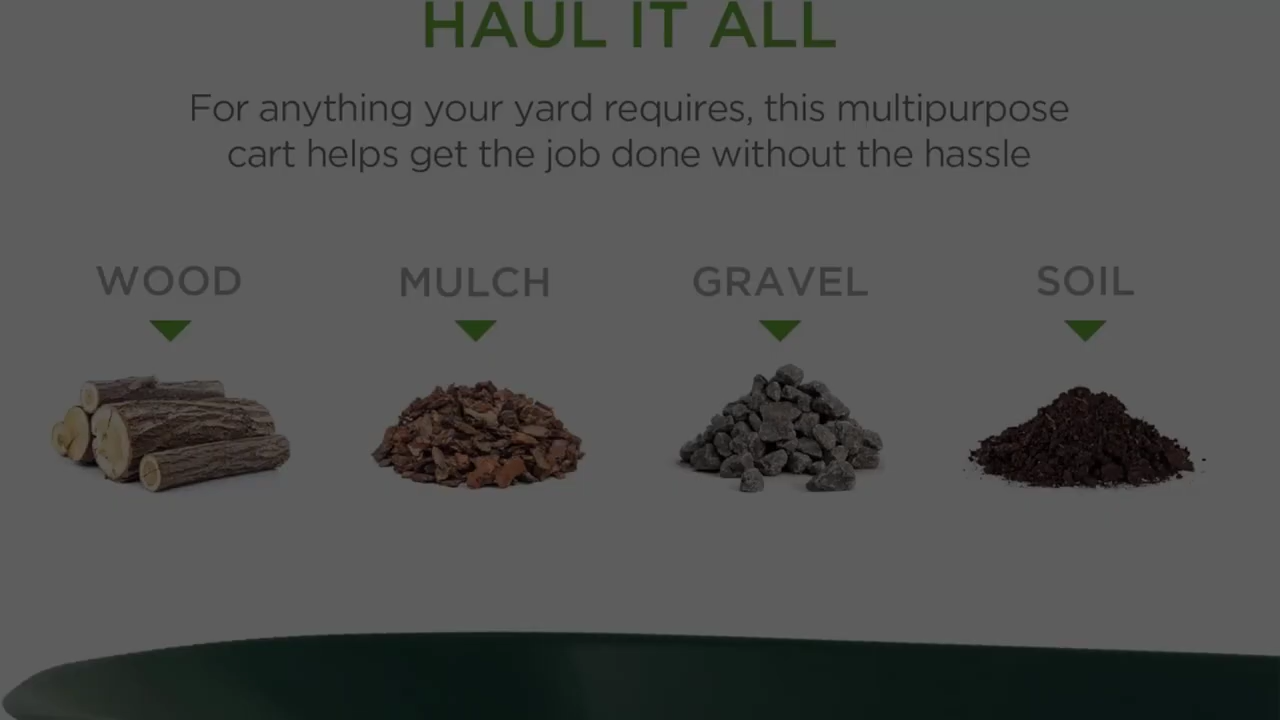 HAUL IT ALL
For anything your yard requires, this multipurpose
cart helps get the job done without the hassle
WOOD
MULCH
GRAVEL
SOIL